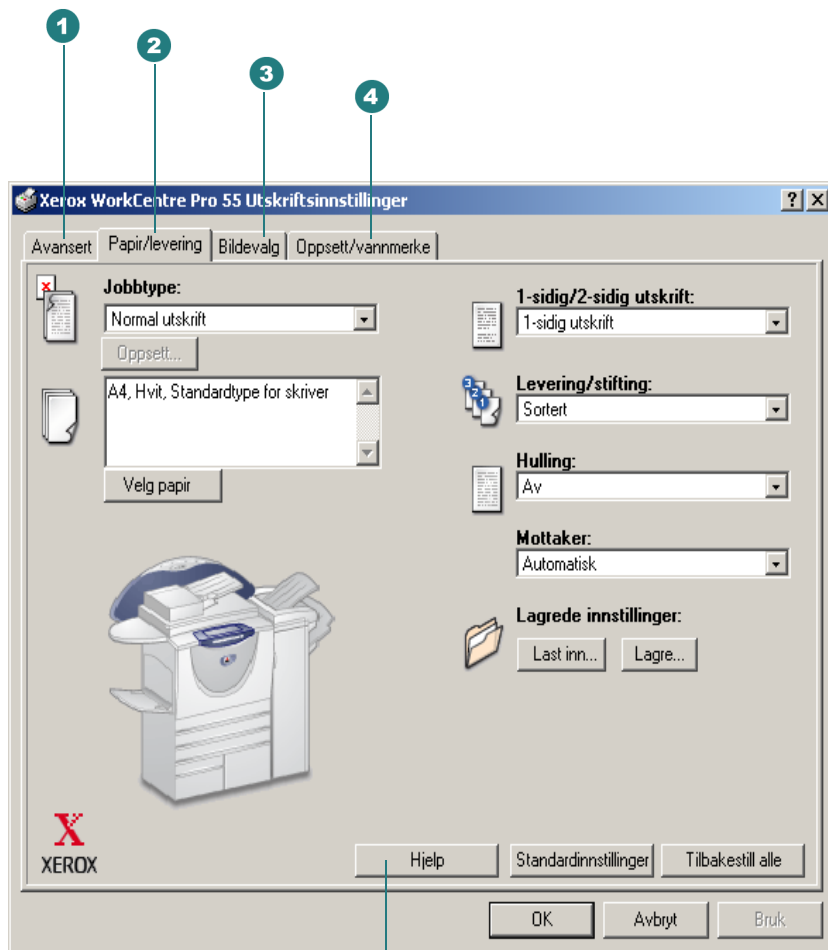 1
2
3
4
Xerox WorkCentre Pro 55 Utskriftsinnstillinger
Avansert Papir/levering Bildevalg Oppsett/vannmerke
Jobbtype:
Normal utskrift
Oppsett...
A4, Hvit, Standardtype for skriver
Velg papir
1-sidig/2-sidig utskrift:
1-sidig utskrift
Levering/stifting:
Sortert
Hulling:
Av
Mottaker:
Automatisk
Lagrede innstillinger:
Last inn... Lagre...
X
XEROX
Hjelp Standardinnstillinger Tilbakestill alle
OK Avbryt Bruk